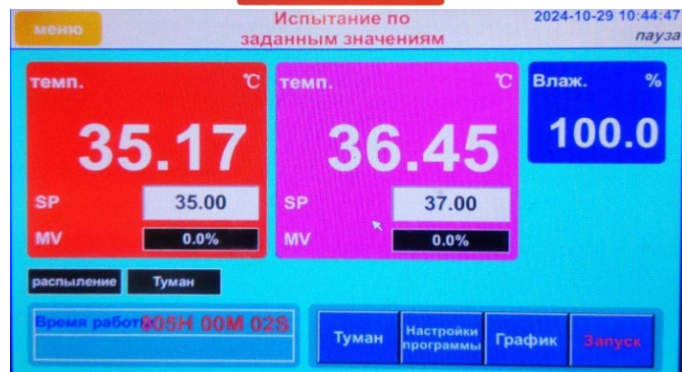 меню
Испытание по
заданным значениям
2024-10-29 10:44:47
пауза
темп. °C
35.17
SP 35.00
MV 0.0%
темп. °C
36.45
SP 37.00
MV 0.0%
Влаж. %
100.0
распыление Туман
Время работы 805H 00M 02S
Туман
Настройки
программы
График
Запуск